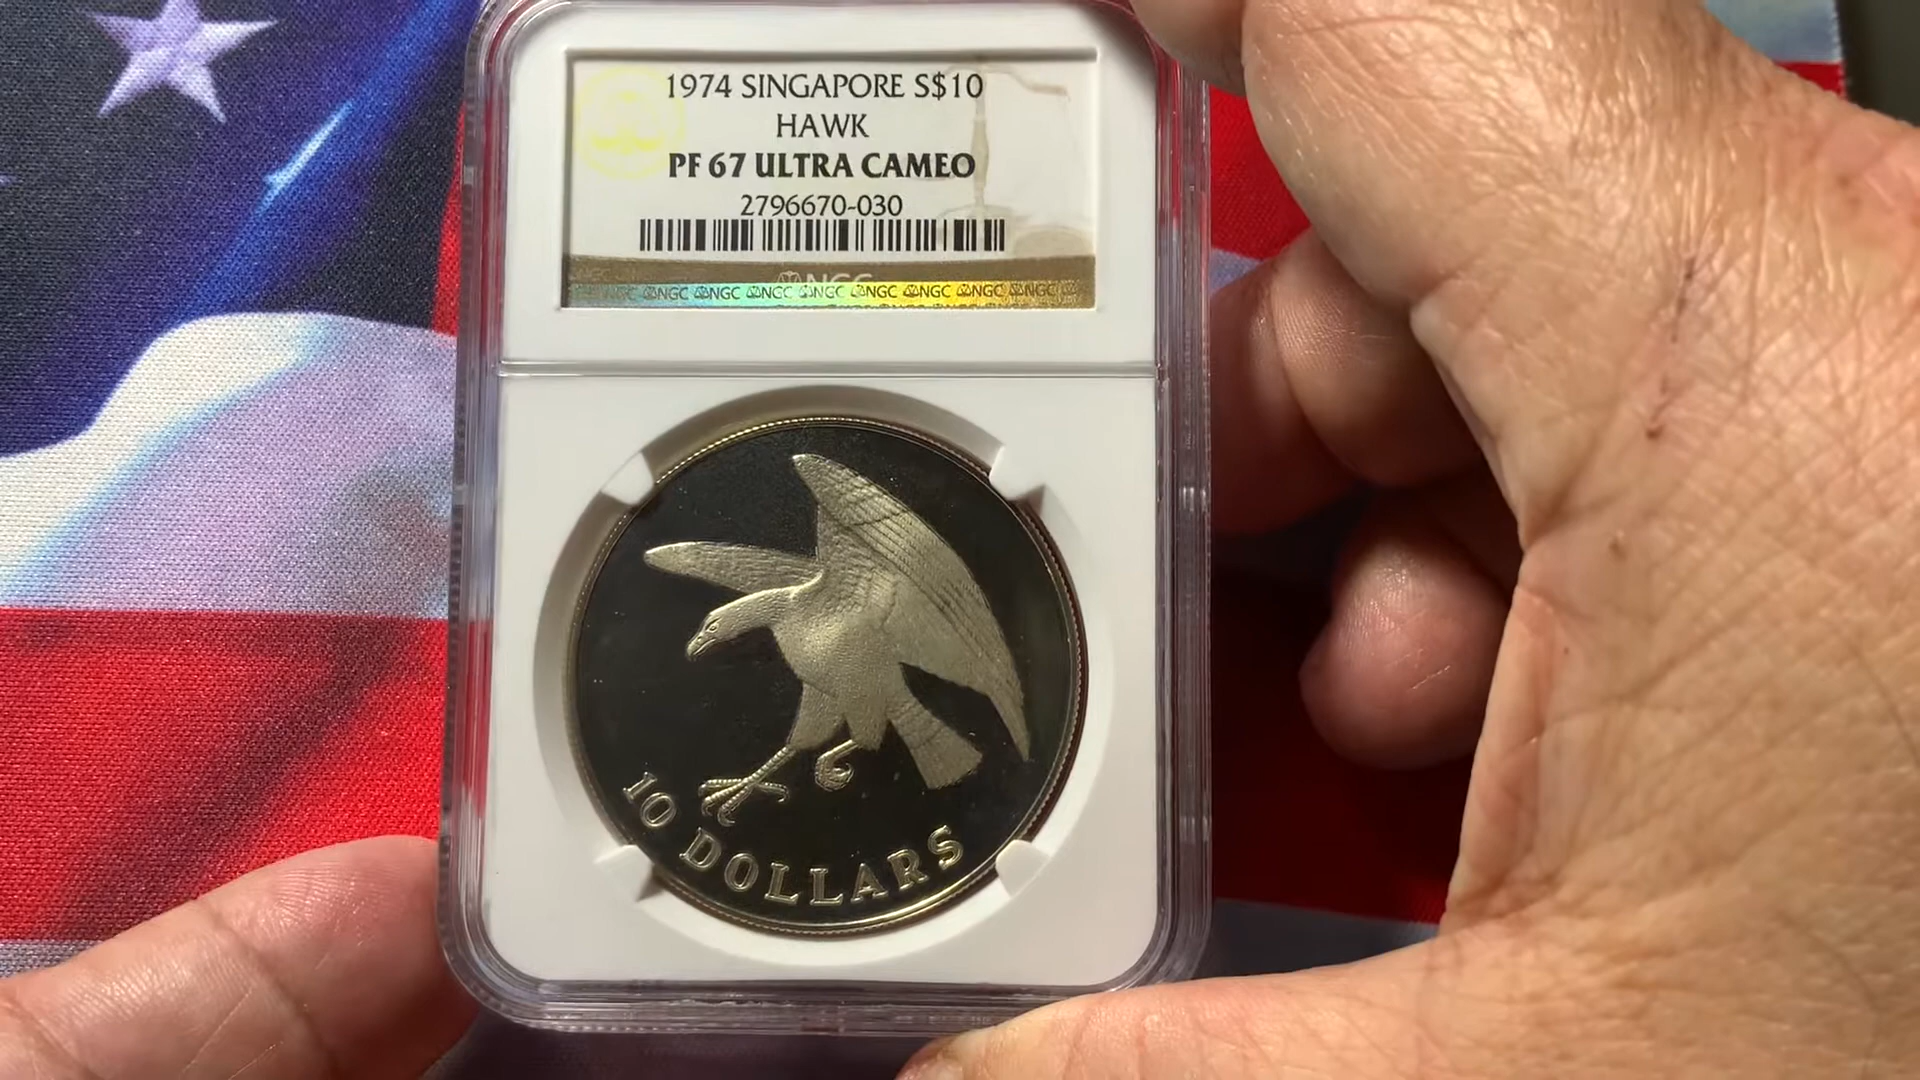 1974 SINGAPORE S$10
HAWK
PF 67 ULTRA CAMEO
2796670-030
NGC
NGC NGC NGC NGC NGC NGC NGC NGC
10 DOLLARS